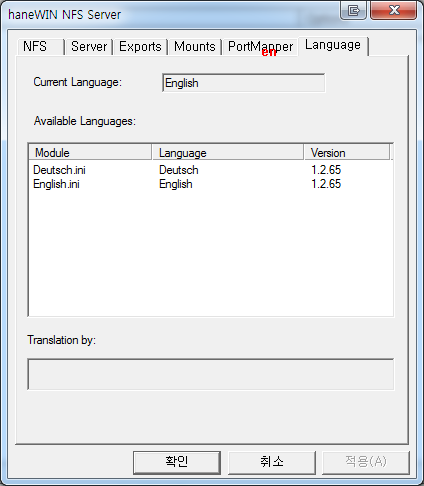 haneWIN NFS Server
NFS Server Exports Mounts PortMapper Language
err
Current Language: English
Available Languages:
Module Language Version
Deutsch.ini Deutsch 1.2.65
English.ini English 1.2.65
Translation by:
확인 취소 적용(A)